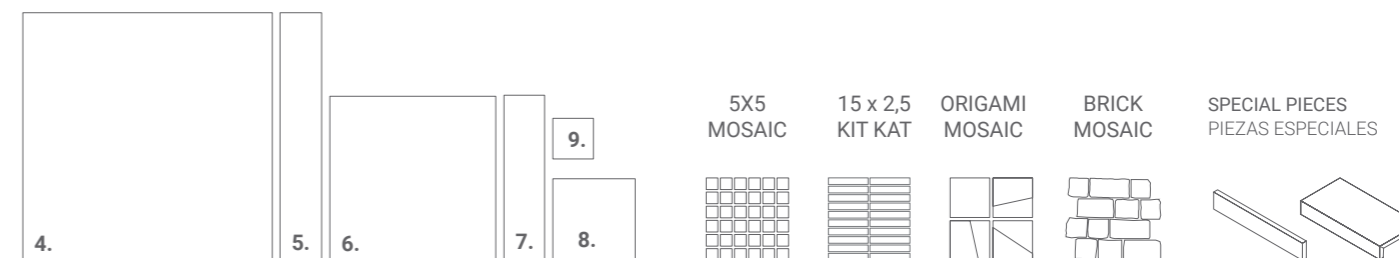 4.
5.
6.
7.
8.
9.
5X5
MOSAIC
15 x 2,5
KIT KAT
ORIGAMI
MOSAIC
BRICK
MOSAIC
SPECIAL PIECES
PIEZAS ESPECIALES